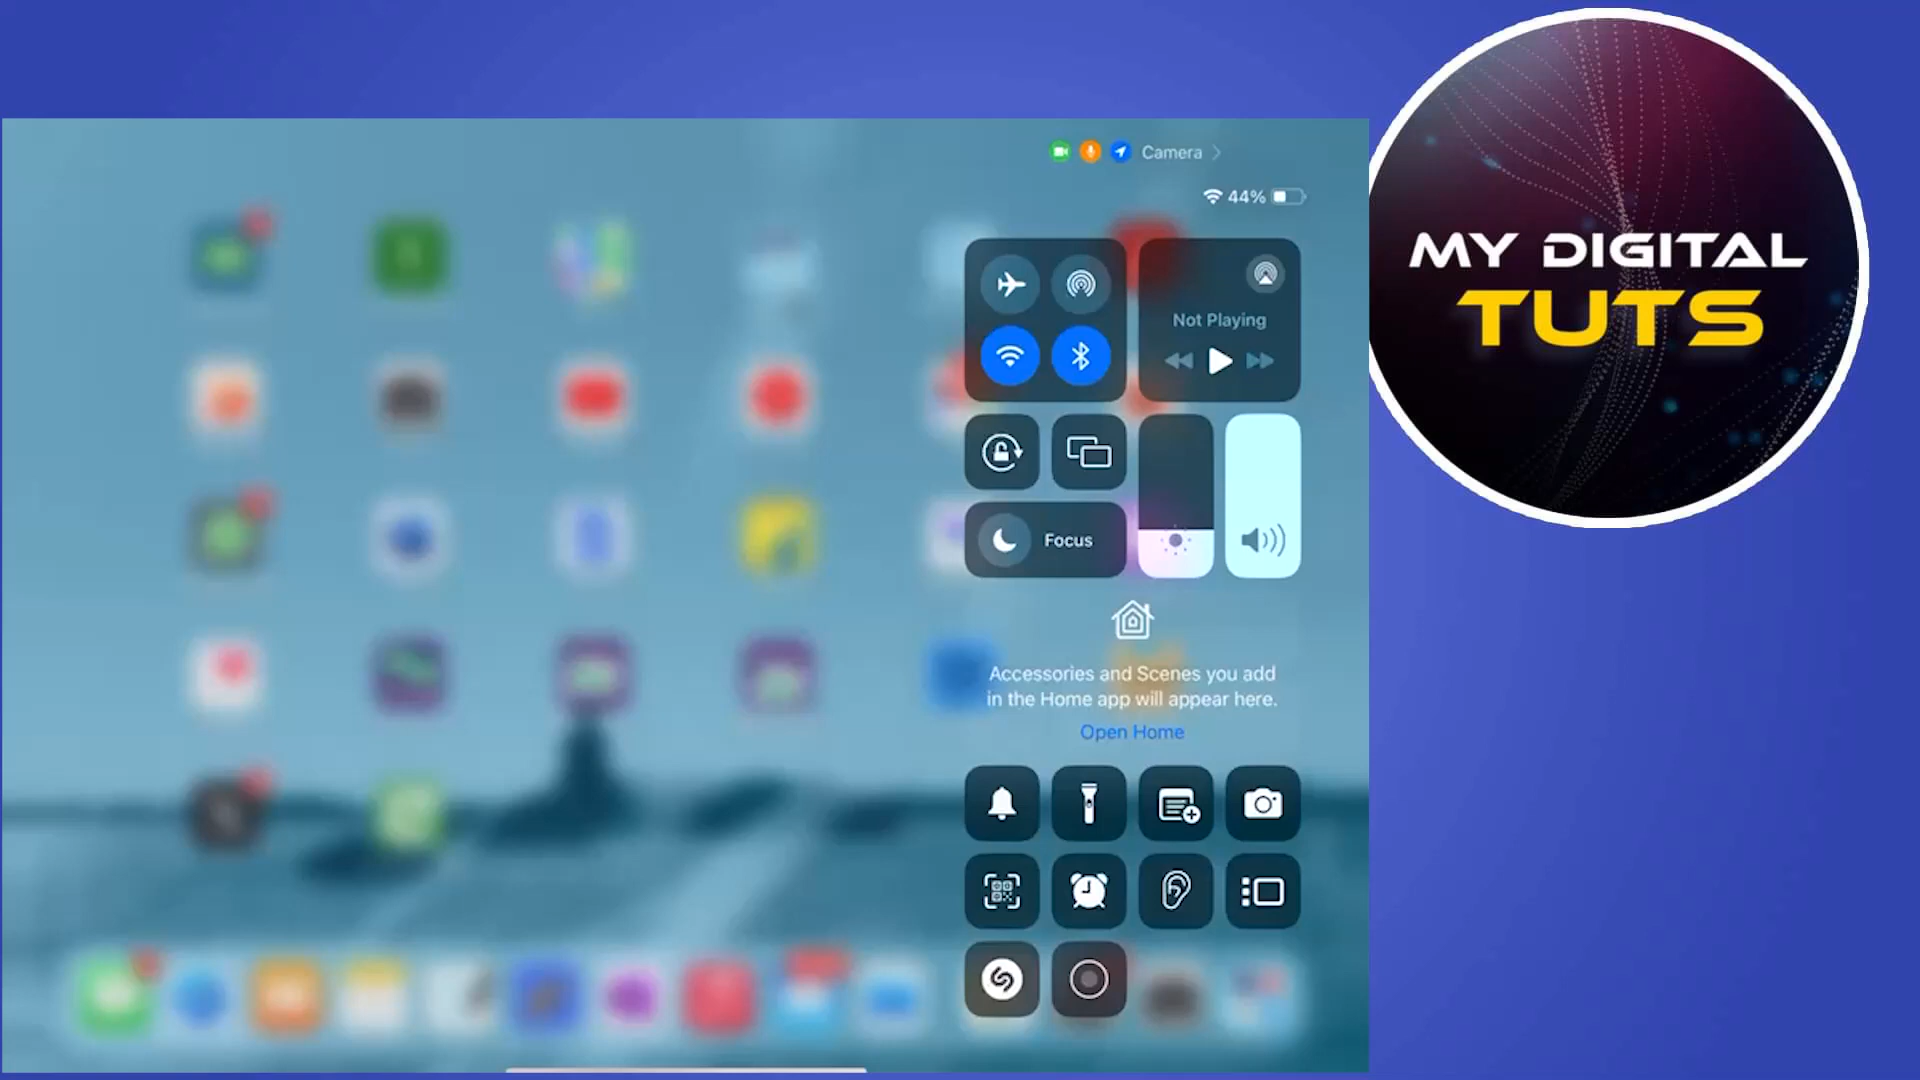 Camera
44%
Not Playing
Focus
Accessories and Scenes you add
in the Home app will appear here.
Open Home
MY DIGITAL
TUTS